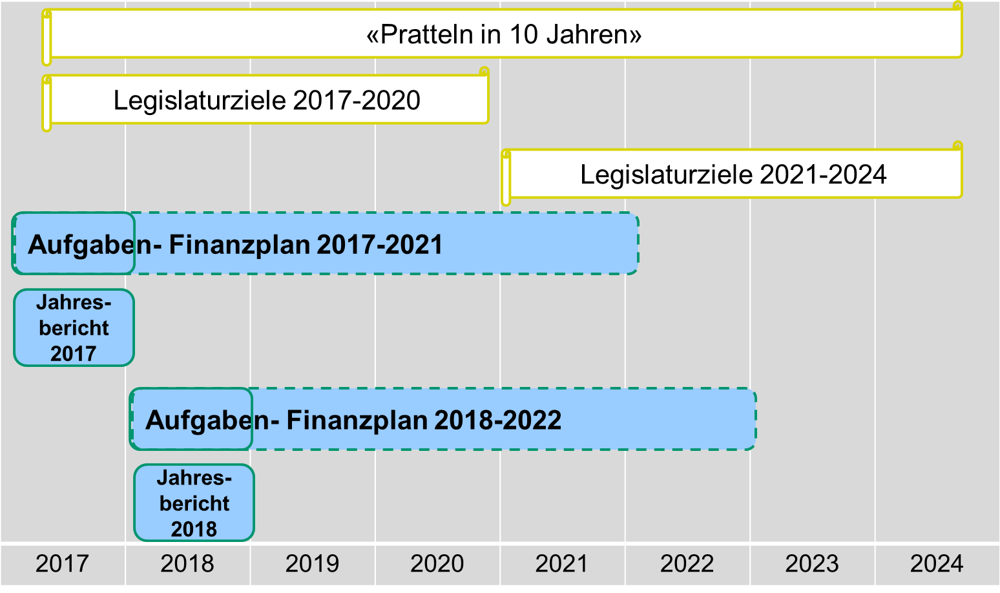 «Pratteln in 10 Jahren»
Legislaturziele 2017-2020
Legislaturziele 2021-2024
Aufgaben- Finanzplan 2017-2021
Jahres-
bericht
2017
Aufgaben- Finanzplan 2018-2022
Jahres-
bericht
2018
2017 2018 2019 2020 2021 2022 2023 2024